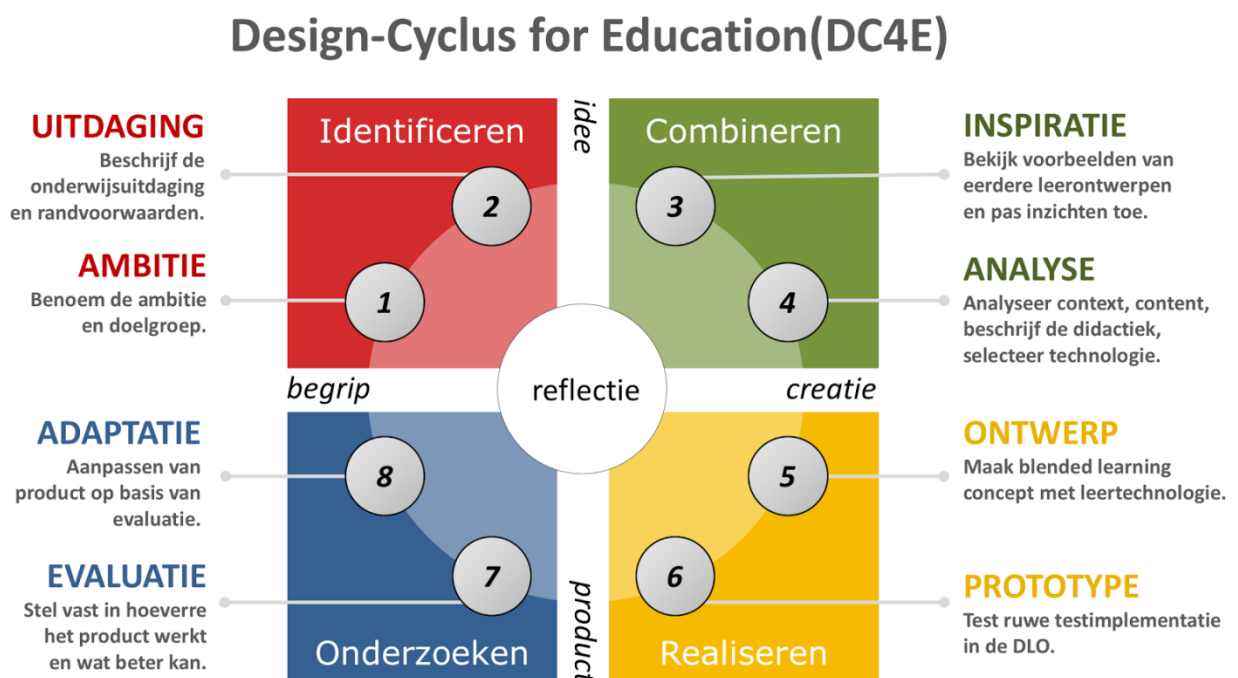 Design-Cyclus for Education(DC4E)
UITDAGING
Beschrijf de
onderwijsuitdaging
en randvoorwaarden.
AMBITIE
Benoem de ambitie
en doelgroep.
Identificeren
2
1
idee
Combineren
3
4
INSPIRATIE
Bekijk voorbeelden van
eerdere leerontwerpen
en pas inzichten toe.
ANALYSE
Analyseer context, content,
beschrijf de didactiek,
selecteer technologie.
begrip
reflectie
creatie
ADAPTATIE
Aanpassen van
product op basis van
evaluatie.
EVALUATIE
Stel vast in hoeverre
het product werkt
en wat beter kan.
8
7
Onderzoeken
product
5
6
Realiseren
ONTWERP
Maak blended learning
concept met leertechnologie.
PROTOTYPE
Test ruwe testimplementatie
in de DLO.